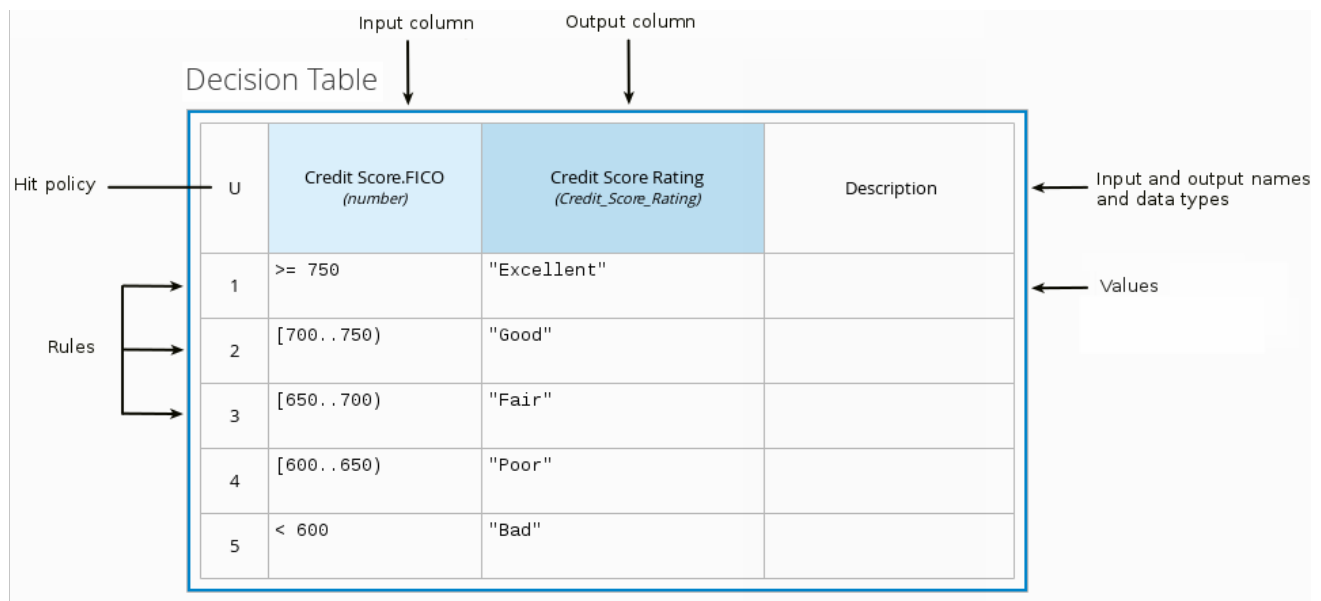 Input column
Output column
Decision Table
Hit policy
U
Credit Score.FICO
(number)
Credit Score Rating
(Credit_Score_Rating)
Description
Input and output names
and data types
1
>= 750
"Excellent"
Values
Rules
2
[700..750)
"Good"
3
[650..700)
"Fair"
4
[600..650)
"Poor"
5
< 600
"Bad"